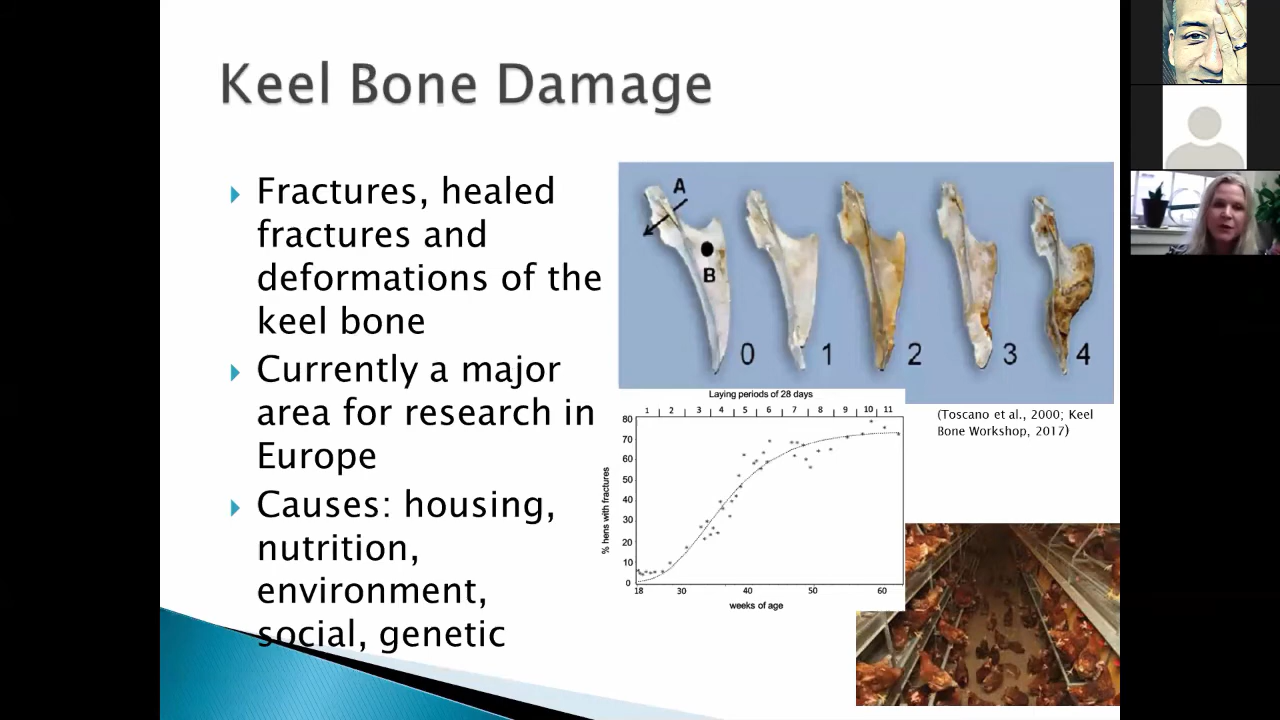 Keel Bone Damage
Fractures, healed
fractures and
deformations of the
keel bone
Currently a major
area for research in
Europe
Causes: housing,
nutrition,
environment,
social, genetic
A
B
0 1 2 3 4
(Toscano et al., 2000; Keel
Bone Workshop, 2017)
Laying periods of 28 days
1 2 3 4 5 6 7 8 9 10 11
80
70
60
50
40
30
20
10
0
% hens with fractures
18 30 40 50 60
weeks of age